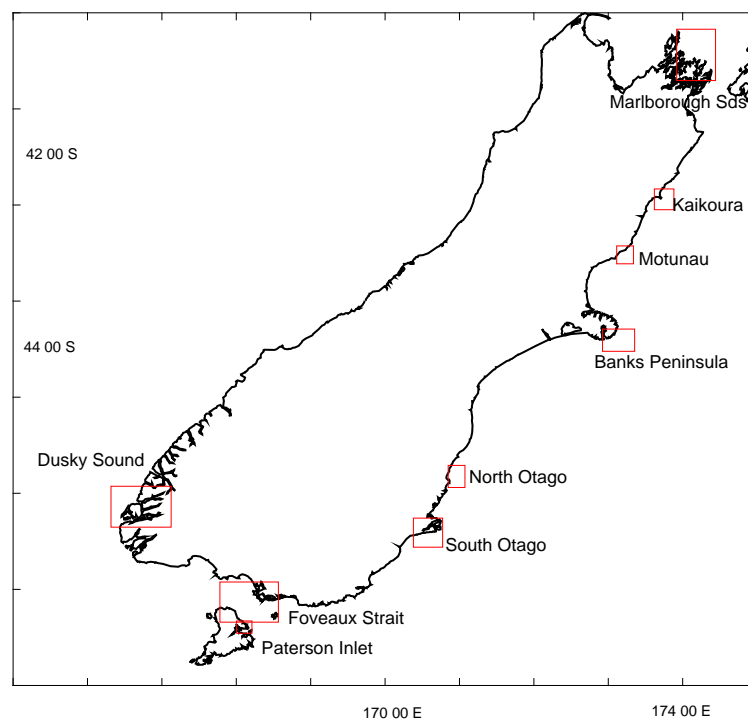 Marlborough Sds
42 00 S
Kaikoura
Motunau
44 00 S
Banks Peninsula
Dusky Sound
North Otago
South Otago
Foveaux Strait
Paterson Inlet
170 00 E
174 00 E